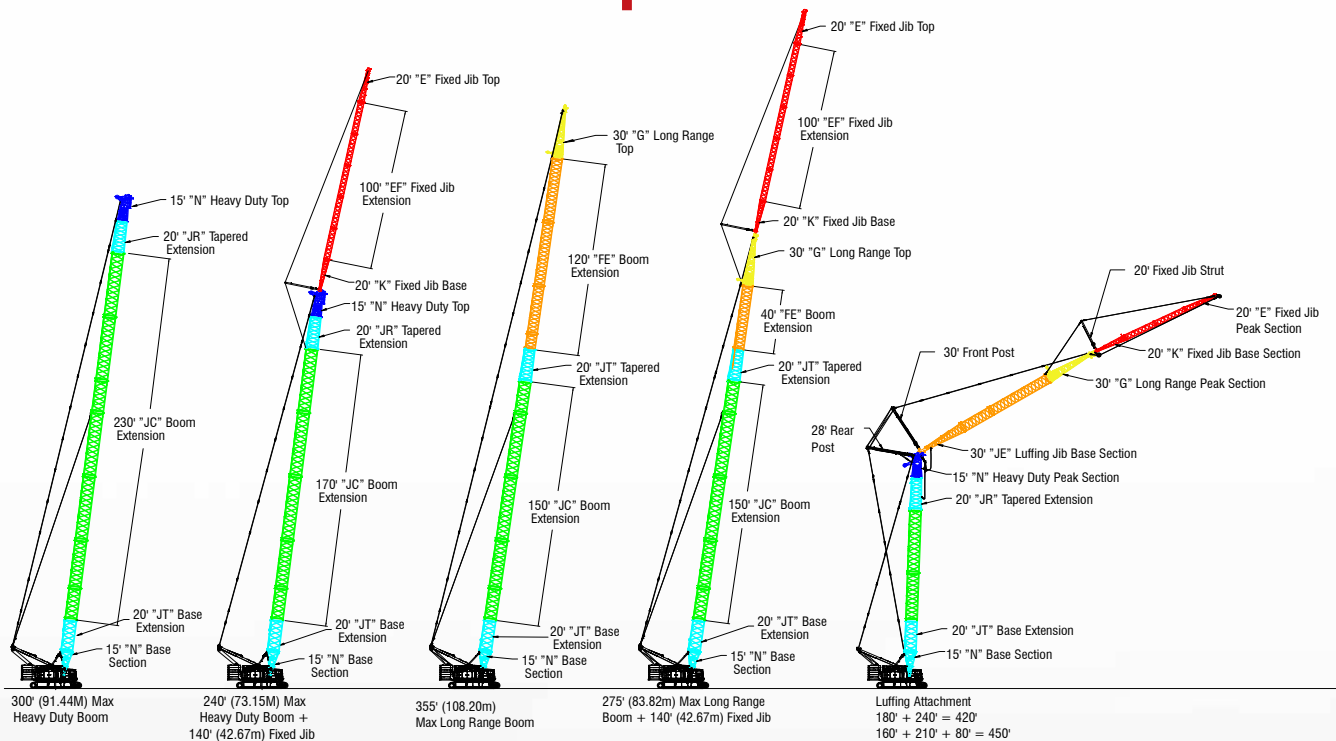 15' "N" Heavy Duty Top
20' "JR" Tapered
Extension
230' "JC" Boom
Extension
20' "JT" Base
Extension
15' "N" Base
Section
300' (91.44M) Max
Heavy Duty Boom
20' "E" Fixed Jib Top
100' "EF" Fixed Jib
Extension
20' "K" Fixed Jib Base
15' "N" Heavy Duty Top
20' "JR" Tapered
Extension
170' "JC" Boom
Extension
20' "JT" Base
Extension
15' "N" Base
Section
240' (73.15M) Max
Heavy Duty Boom +
140' (42.67m) Fixed Jib
30' "G" Long Range
Top
120' "FE" Boom
Extension
20' "JT" Tapered
Extension
150' "JC" Boom
Extension
20' "JT" Base
Extension
15' "N" Base
Section
355' (108.20m)
Max Long Range Boom
20' "E" Fixed Jib Top
100' "EF" Fixed Jib
Extension
20' "K" Fixed Jib Base
30' "G" Long Range Top
40' "FE" Boom
Extension
20' "JT" Tapered
Extension
150' "JC" Boom
Extension
20' "JT" Base
Extension
15' "N" Base
Section
275' (83.82m) Max Long Range
Boom + 140' (42.67m) Fixed Jib
20' Fixed Jib Strut
20' "E" Fixed Jib
Peak Section
20' "K" Fixed Jib Base Section
30' Front Post
30' "G" Long Range Peak Section
28' Rear
Post
30' "JE" Luffing Jib Base Section
15' "N" Heavy Duty Peak Section
20' "JR" Tapered Extension
20' "JT" Base Extension
15' "N" Base Section
Luffing Attachment
180' + 240' = 420'
160' + 210' + 80' = 450'